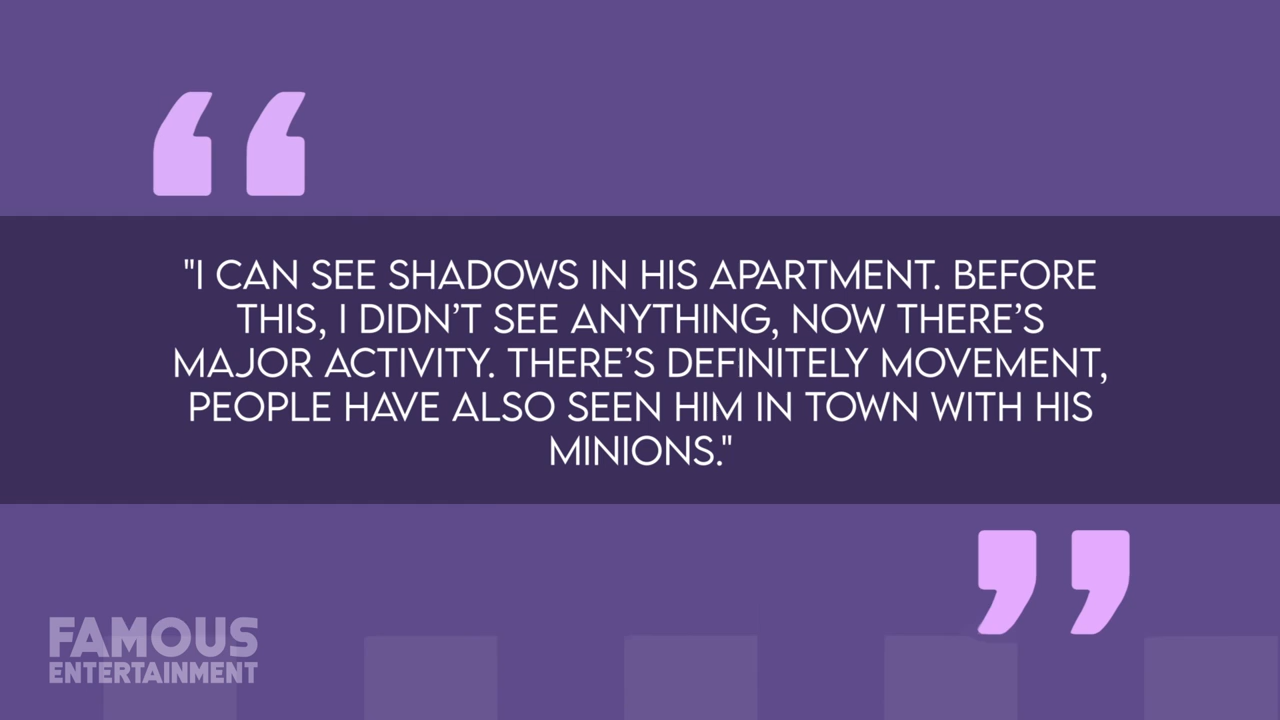 "I CAN SEE SHADOWS IN HIS APARTMENT. BEFORE
THIS, I DIDN’T SEE ANYTHING, NOW THERE’S
MAJOR ACTIVITY. THERE’S DEFINITELY MOVEMENT,
PEOPLE HAVE ALSO SEEN HIM IN TOWN WITH HIS
MINIONS."
FAMOUS
ENTERTAINMENT